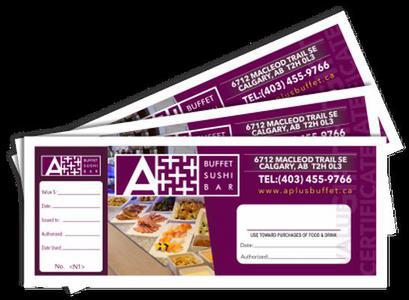 6712 MACLEOD TRAIL SE
CALGARY, AB T2H 0L3
TEL:(403) 455-9766
6712 MACLEOD TRAIL SE
CALGARY, AB T2H 0L3
TEL:(403) 455-9766
A BUFFET
SUSHI
BAR
6712 MACLEOD TRAIL SE
CALGARY, AB T2H 0L3
TEL:(403) 455-9766
www.aplusbuffet.ca
A BUFFET
SUSHI
BAR
Value $:
Date:
Issued to:
Authorized:
Date Used:
No. <N1>
USE TOWARD PURCHASES OF FOOD & DRINK
Date:
Authorized:
CERTIFICATE